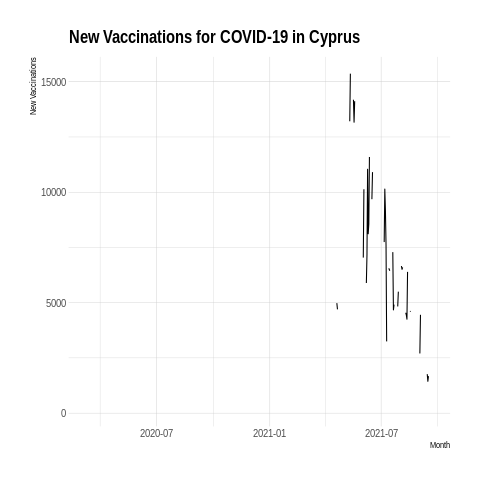 New Vaccinations for COVID-19 in Cyprus
New Vaccinations
15000
10000
5000
0
2020-07 2021-01 2021-07
Month